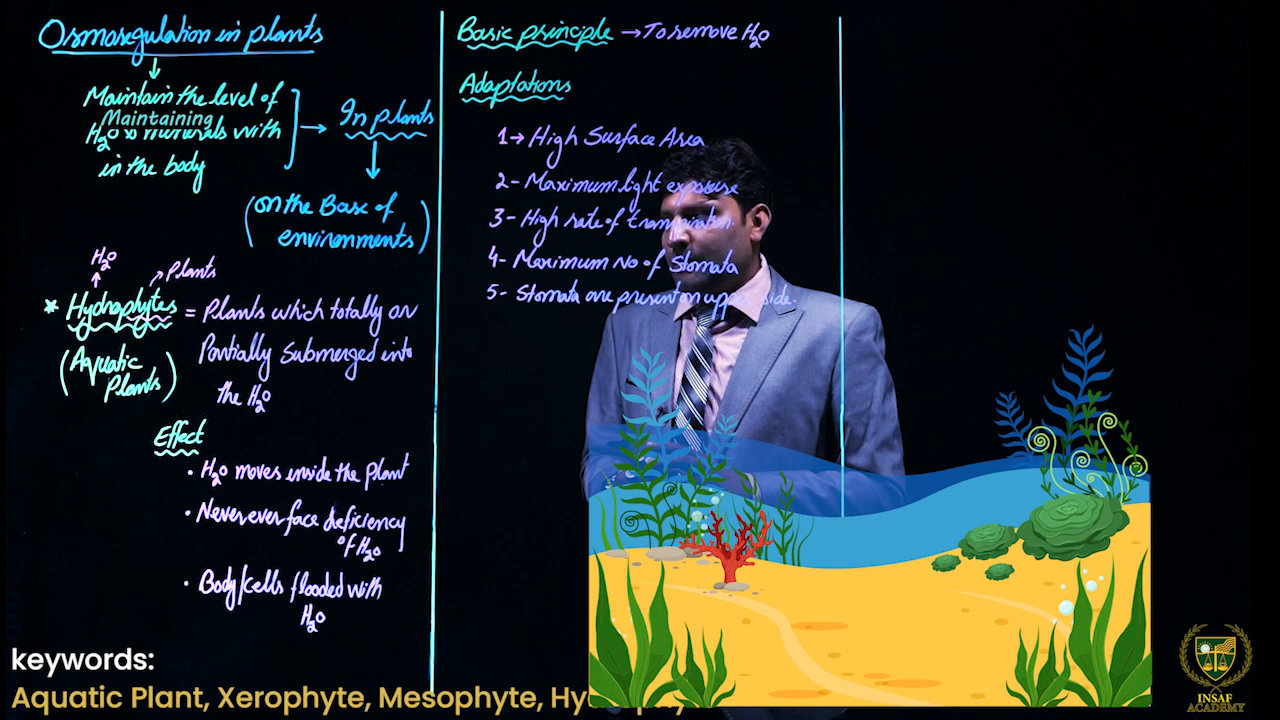 Osmoregulation in plants
Maintain the level of
Maintaining
H2O & minerals with
in the body
In plants
(on the Base of
environments)
H2O
Plants
* Hydrophytes = Plants which totally or
(Aquatic Plants)
Partially Submerged into
the H2O
Effect
· H2O moves inside the plant
· Never ever face deficiency
of H2O
· Body/cells flooded with
H2O
Basic principle → To remove H2O
Adaptations
1→ High Surface Area
2- Maximum light exposure
3- High rate of transpiration.
4- Maximum No of Stomata
5- Stomata are present on upper side.
keywords:
Aquatic Plant, Xerophyte, Mesophyte,
INSAF
ACADEMY